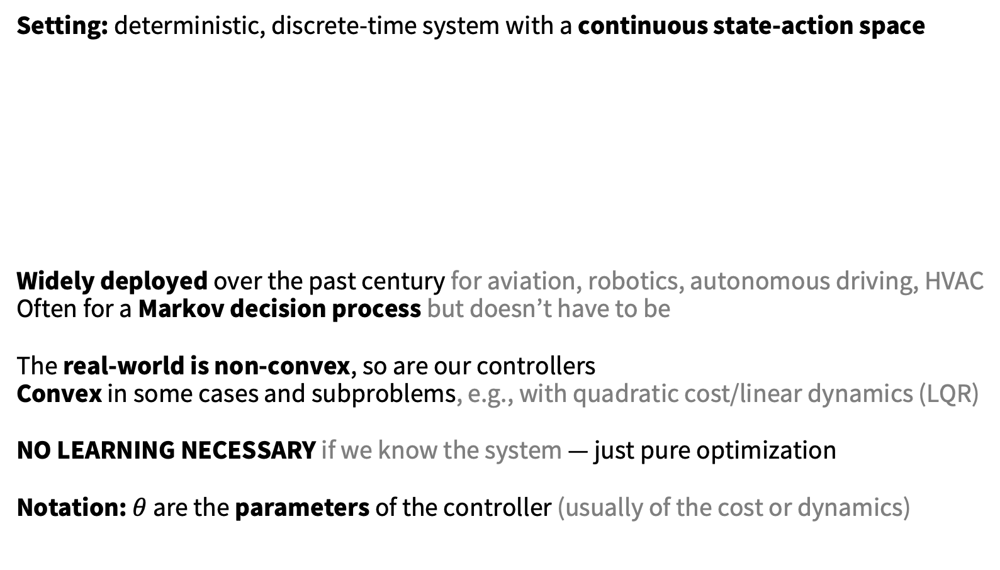 Setting: deterministic, discrete-time system with a continuous state-action space
Widely deployed over the past century for aviation, robotics, autonomous driving, HVAC
Often for a Markov decision process but doesn’t have to be
The real-world is non-convex, so are our controllers
Convex in some cases and subproblems, e.g., with quadratic cost/linear dynamics (LQR)
NO LEARNING NECESSARY if we know the system — just pure optimization
Notation: θ are the parameters of the controller (usually of the cost or dynamics)